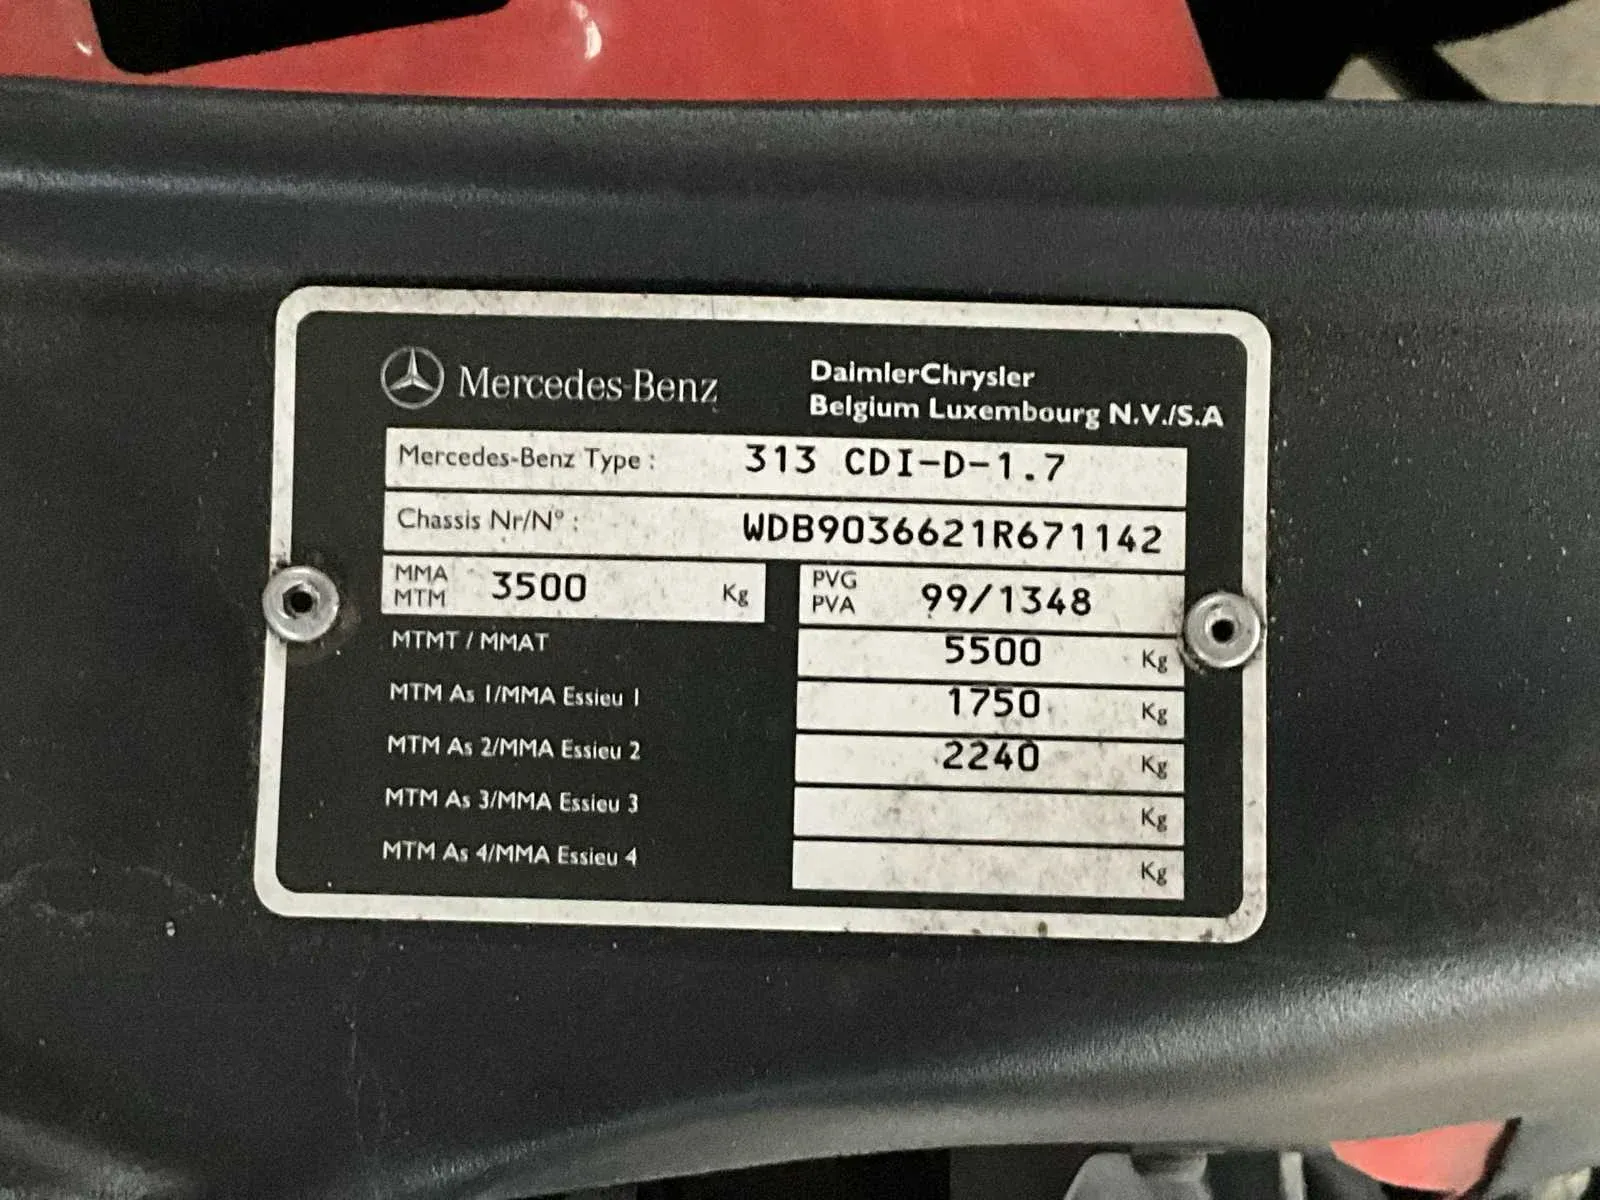 Mercedes-Benz
DaimlerChrysler
Belgium Luxembourg N.V./S.A
Mercedes-Benz Type : 313 CDI-D-1.7
Chassis Nr/N° : WDB9036621R671142
MMA
MTM 3500 Kg
PVG
PVA 99/1348
MTMT / MMAT 5500 Kg
MTM As 1/MMA Essieu 1 1750 Kg
MTM As 2/MMA Essieu 2 2240 Kg
MTM As 3/MMA Essieu 3 Kg
MTM As 4/MMA Essieu 4 Kg